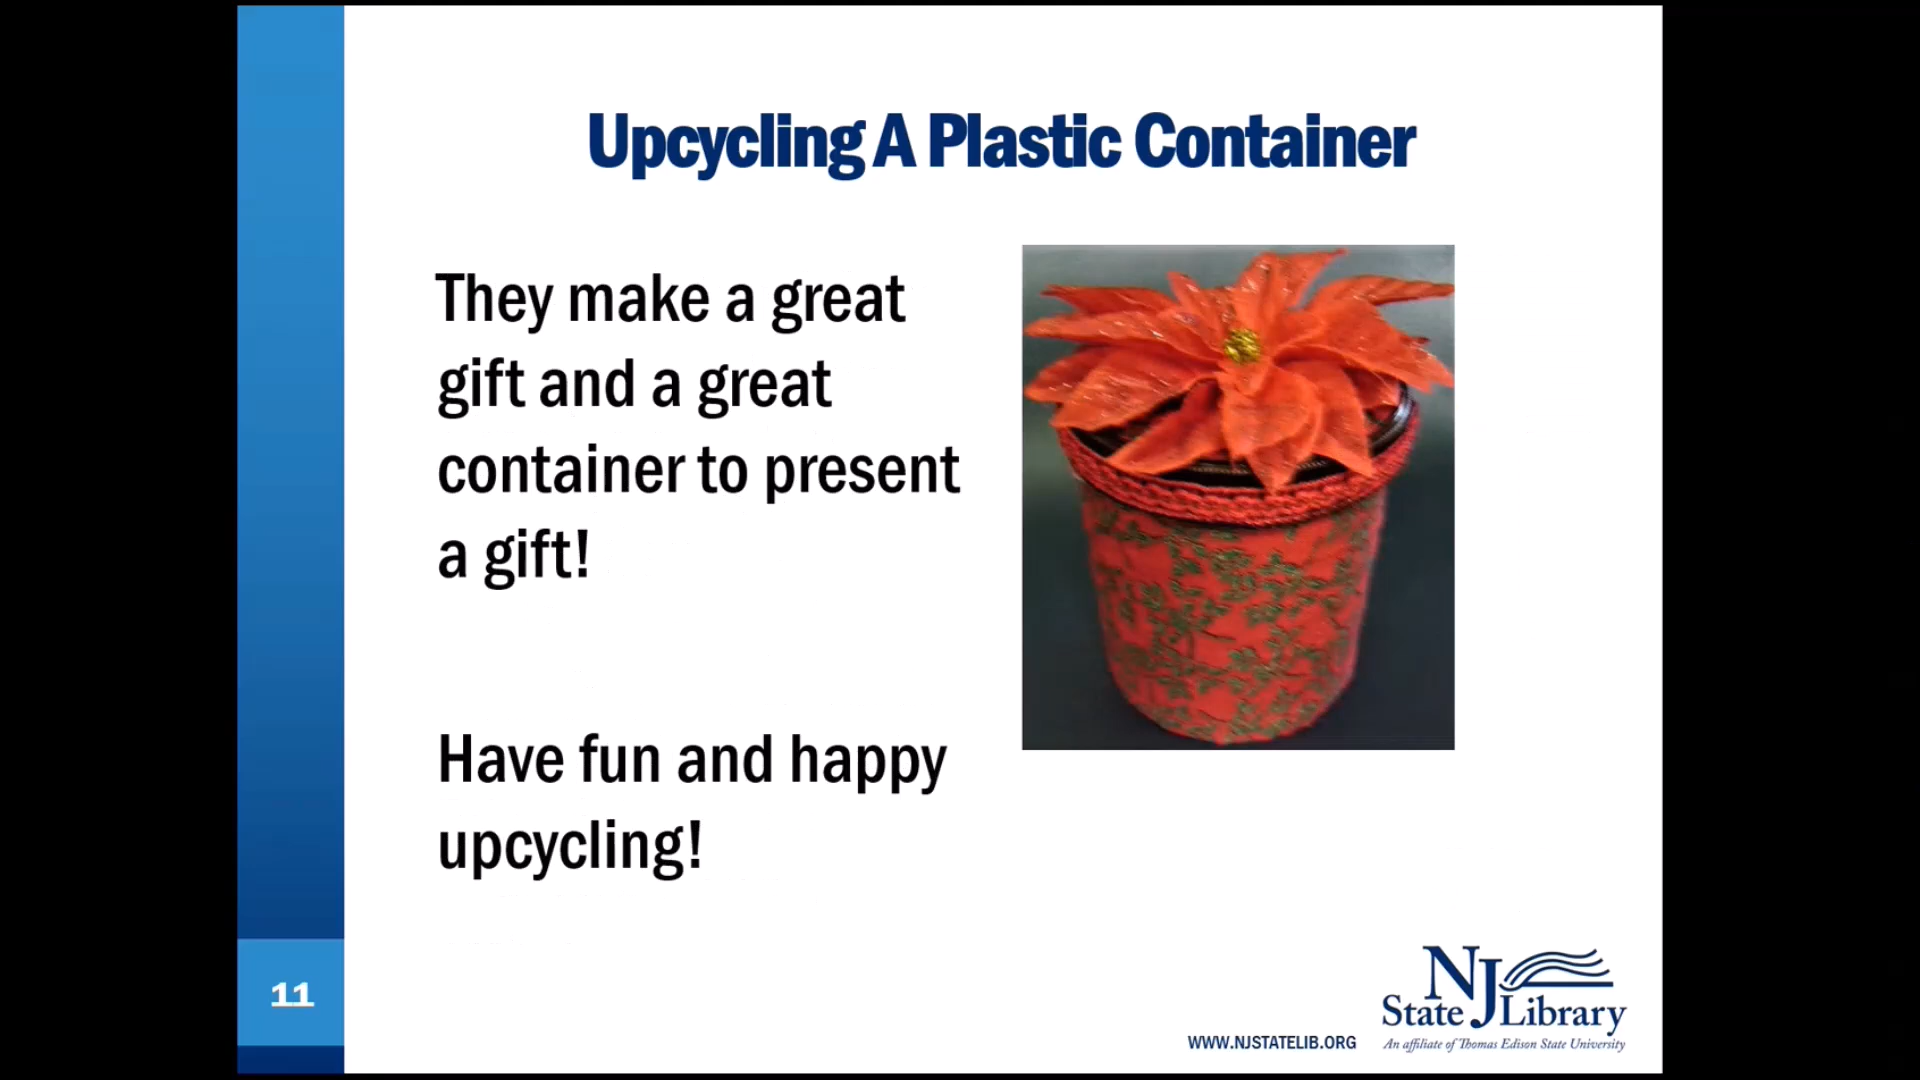 Upcycling A Plastic Container
They make a great
gift and a great
container to present
a gift!
Have fun and happy
upcycling!
11
WWW.NJSTATELIB.ORG
NJ
State Library
An affiliate of Thomas Edison State University